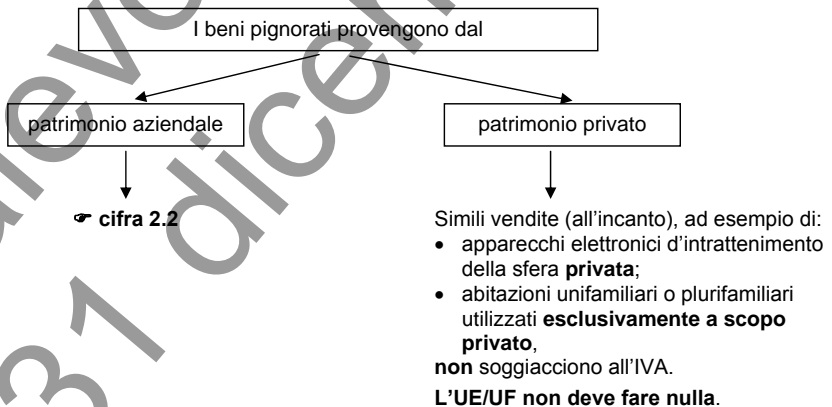 I beni pignorati provengono dal
patrimonio aziendale
patrimonio privato
☞ cifra 2.2
Simili vendite (all’incanto), ad esempio di:
• apparecchi elettronici d’intrattenimento
della sfera privata;
• abitazioni unifamiliari o plurifamiliari
utilizzati esclusivamente a scopo
privato,
non soggiacciono all’IVA.
L’UE/UF non deve fare nulla.